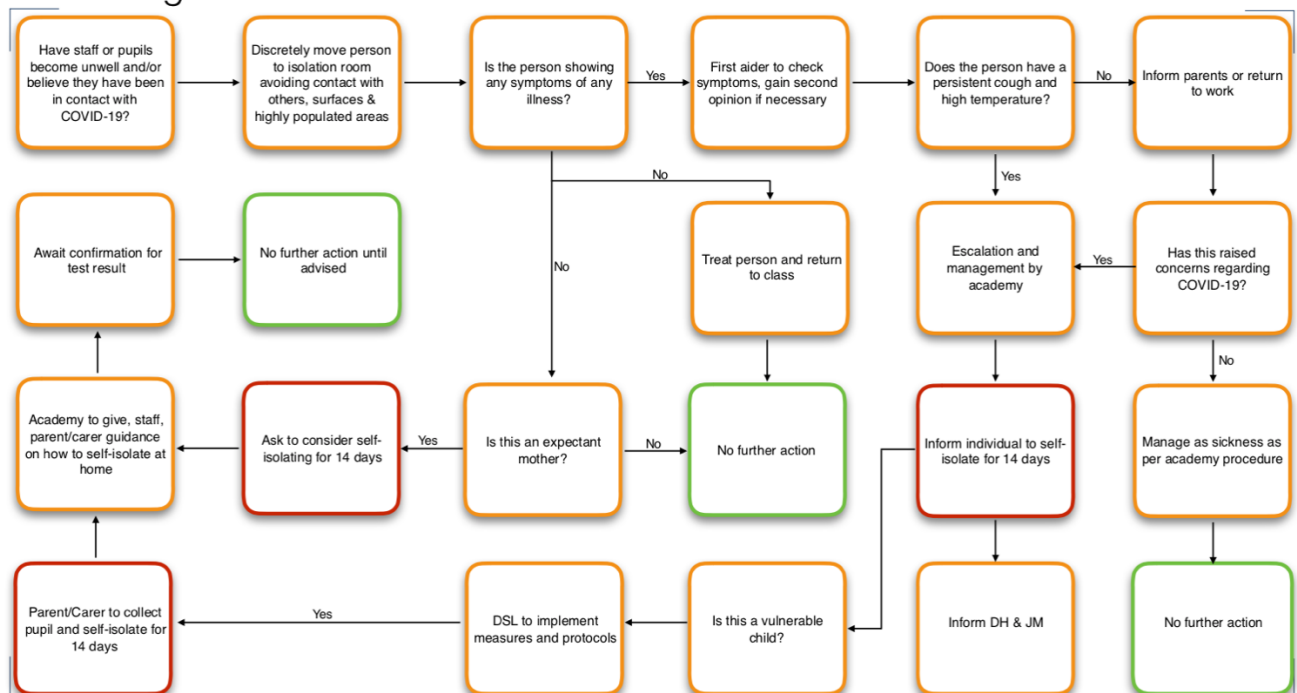 Have staff or pupils
become unwell and/or
believe they have been
in contact with
COVID-19?
Discretely move person
to isolation room
avoiding contact with
others, surfaces &
highly populated areas
Is the person showing
any symptoms of any
illness?
Yes
First aider to check
symptoms, gain second
opinion if necessary
Does the person have a
persistent cough and
high temperature?
No
Inform parents or return
to work
No
Yes
No
Await confirmation for
test result
No further action until
advised
Treat person and return
to class
Escalation and
management by
academy
Yes
Has this raised
concerns regarding
COVID-19?
No
Academy to give, staff,
parent/carer guidance
on how to self-isolate at
home
Ask to consider self-
isolating for 14 days
Yes
Is this an expectant
mother?
No
No further action
Inform individual to self-
isolate for 14 days
Manage as sickness as
per academy procedure
Parent/Carer to collect
pupil and self-isolate for
14 days
Yes
DSL to implement
measures and protocols
Is this a vulnerable
child?
Inform DH & JM
No further action